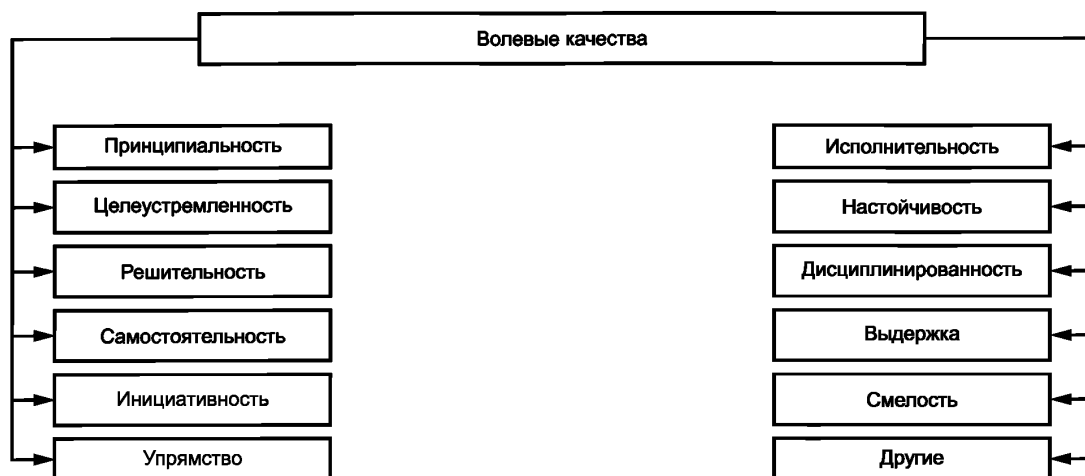 Волевые качества
Принципиальность
Целеустремленность
Решительность
Самостоятельность
Инициативность
Упрямство
Исполнительность
Настойчивость
Дисциплинированность
Выдержка
Смелость
Другие